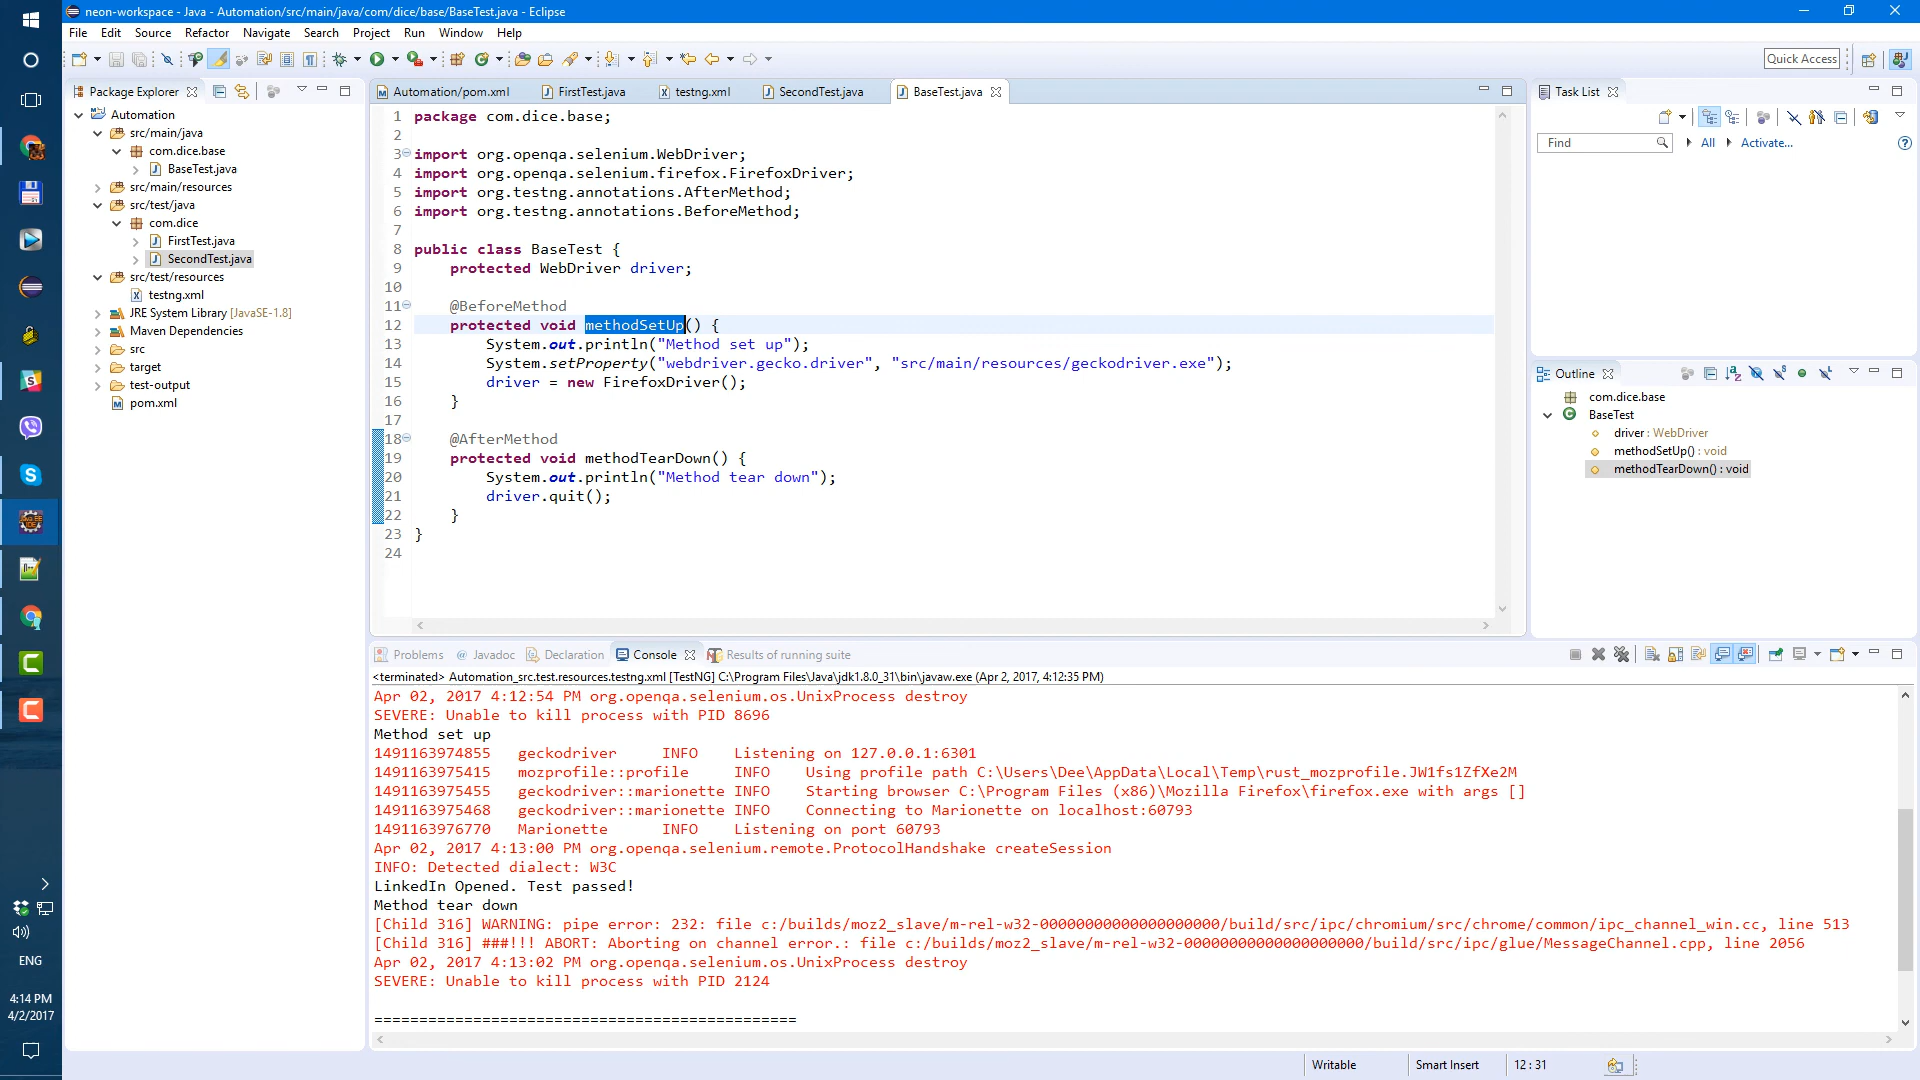 neon-workspace - Java - Automation/src/main/java/com/dice/base/BaseTest.java - Eclipse
File Edit Source Refactor Navigate Search Project Run Window Help
Quick Access
Package Explorer
Automation
src/main/java
com.dice.base
BaseTest.java
src/main/resources
src/test/java
com.dice
FirstTest.java
SecondTest.java
src/test/resources
testng.xml
JRE System Library [JavaSE-1.8]
Maven Dependencies
src
target
test-output
pom.xml
Automation/pom.xml FirstTest.java testng.xml SecondTest.java BaseTest.java
1 package com.dice.base;
2
3 import org.openqa.selenium.WebDriver;
4 import org.openqa.selenium.firefox.FirefoxDriver;
5 import org.testng.annotations.AfterMethod;
6 import org.testng.annotations.BeforeMethod;
7
8 public class BaseTest {
9 protected WebDriver driver;
10
11 @BeforeMethod
12 protected void methodSetUp() {
13 System.out.println("Method set up");
14 System.setProperty("webdriver.gecko.driver", "src/main/resources/geckodriver.exe");
15 driver = new FirefoxDriver();
16 }
17
18 @AfterMethod
19 protected void methodTearDown() {
20 System.out.println("Method tear down");
21 driver.quit();
22 }
23 }
24
Task List
Find
All
Activate...
Outline
com.dice.base
BaseTest
driver : WebDriver
methodSetUp() : void
methodTearDown() : void
Problems @ Javadoc Declaration Console Results of running suite
<terminated> Automation_src.test.resources.testng.xml [TestNG] C:\Program Files\Java\jdk1.8.0_31\bin\javaw.exe (Apr 2, 2017, 4:12:35 PM)
Apr 02, 2017 4:12:54 PM org.openqa.selenium.os.UnixProcess destroy
SEVERE: Unable to kill process with PID 8696
Method set up
1491163974855 geckodriver INFO Listening on 127.0.0.1:6301
1491163975415 mozprofile::profile INFO Using profile path C:\Users\Dee\AppData\Local\Temp\rust_mozprofile.JW1fs1ZfXe2M
1491163975455 geckodriver::marionette INFO Starting browser C:\Program Files (x86)\Mozilla Firefox\firefox.exe with args []
1491163975468 geckodriver::marionette INFO Connecting to Marionette on localhost:60793
1491163976770 Marionette INFO Listening on port 60793
Apr 02, 2017 4:13:00 PM org.openqa.selenium.remote.ProtocolHandshake createSession
INFO: Detected dialect: W3C
LinkedIn Opened. Test passed!
Method tear down
[Child 316] WARNING: pipe error: 232: file c:/builds/moz2_slave/m-rel-w32-00000000000000000000/build/src/ipc/chromium/src/chrome/common/ipc_channel_win.cc, line 513
[Child 316] ###!!! ABORT: Aborting on channel error.: file c:/builds/moz2_slave/m-rel-w32-00000000000000000000/build/src/ipc/glue/MessageChannel.cpp, line 2056
Apr 02, 2017 4:13:02 PM org.openqa.selenium.os.UnixProcess destroy
SEVERE: Unable to kill process with PID 2124
===============================================
Writable Smart Insert 12 : 31
ENG
4:14 PM
4/2/2017